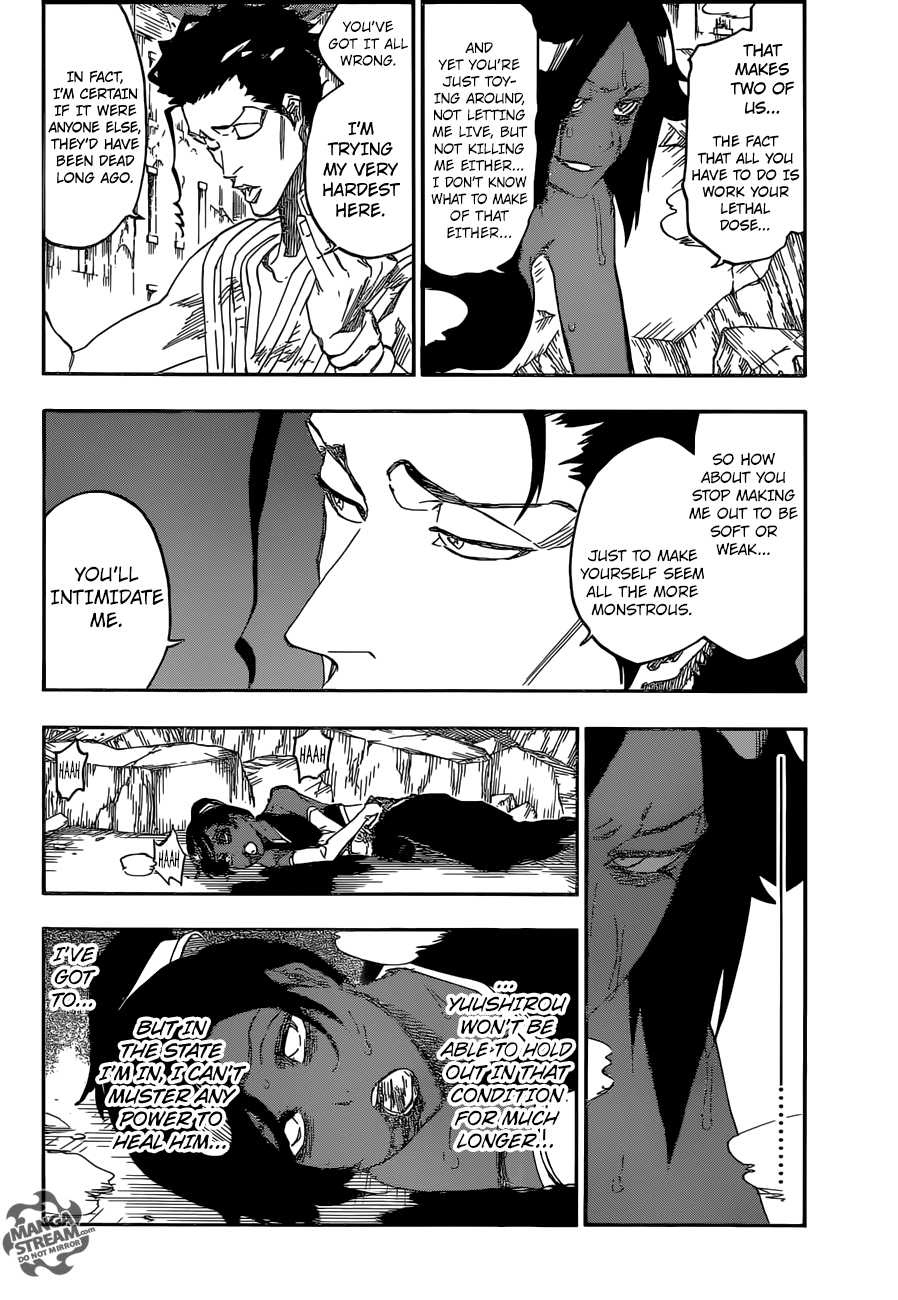 THAT
MAKES
TWO OF
US...
THE FACT
THAT ALL YOU
HAVE TO DO IS
WORK YOUR
LETHAL
DOSE...
AND
YET YOU'RE
JUST TOY-
ING AROUND,
NOT LETTING
ME LIVE, BUT
NOT KILLING
ME EITHER...
I DON'T KNOW
WHAT TO MAKE
OF THAT
EITHER...
YOU'VE
GOT IT ALL
WRONG.
I'M
TRYING
MY VERY
HARDEST
HERE.
IN FACT,
I'M CERTAIN
IF IT WERE
ANYONE ELSE,
THEY'D HAVE
BEEN DEAD
LONG AGO.
SO HOW
ABOUT YOU
STOP MAKING
ME OUT TO BE
SOFT OR
WEAK...
JUST TO MAKE
YOURSELF SEEM
ALL THE MORE
MONSTROUS.
YOU'LL
INTIMIDATE
ME.
HAAH
HAAH
HAAH
...
YUUSHIROU
WON'T BE
ABLE TO HOLD
OUT IN THAT
CONDITION
FOR MUCH
LONGER!.
BUT IN
THE STATE
I'M IN, I CAN'T
MUSTER ANY
POWER TO
HEAL HIM...
I'VE
GOT
TO...
MANGA
STREAM.com
DO NOT MIRROR